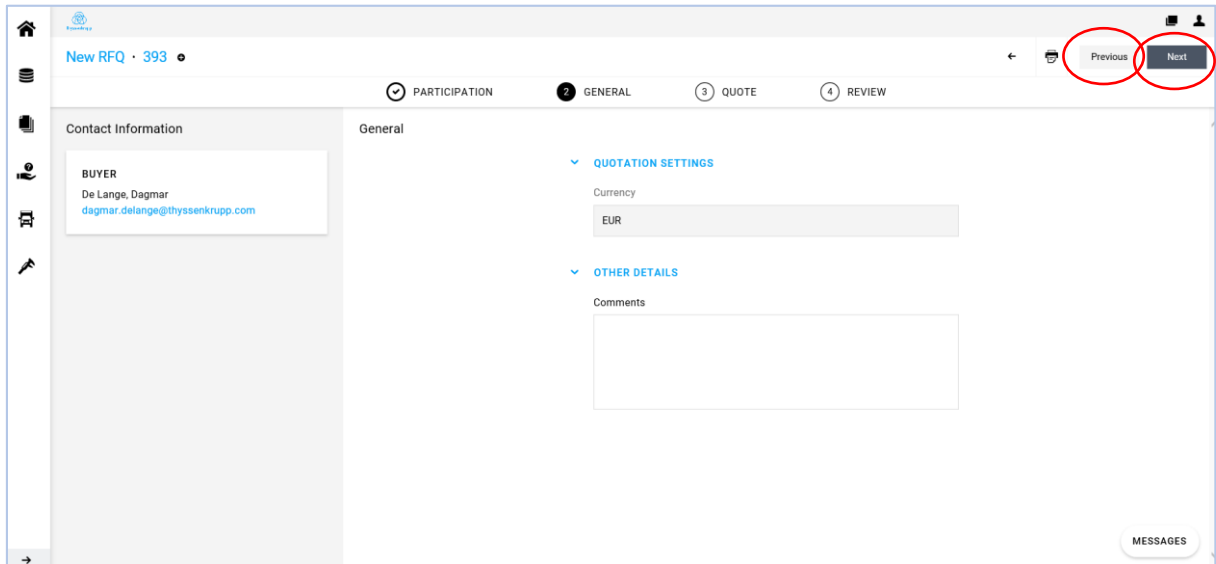 thyssenkrupp
New RFQ · 393
Previous
Next
PARTICIPATION
2 GENERAL
3 QUOTE
4 REVIEW
Contact Information
BUYER
De Lange, Dagmar
dagmar.delange@thyssenkrupp.com
General
QUOTATION SETTINGS
Currency
EUR
OTHER DETAILS
Comments
MESSAGES